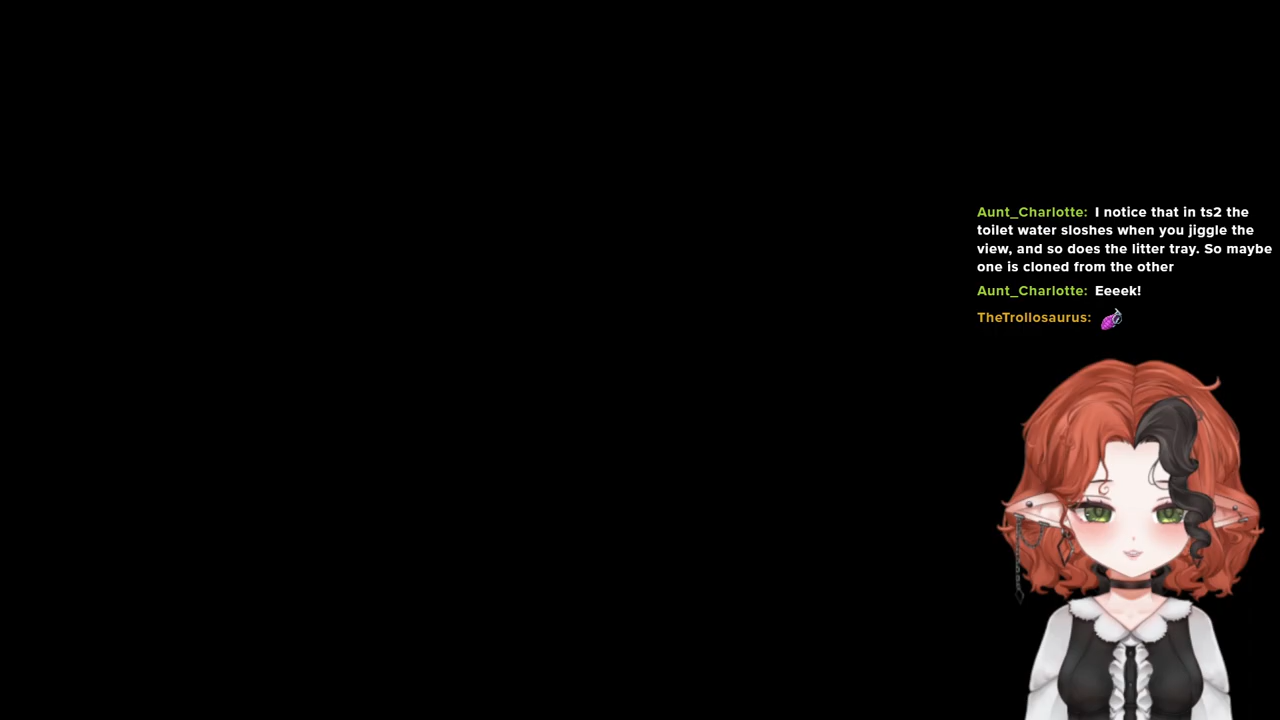 Aunt_Charlotte: I notice that in ts2 the
toilet water sloshes when you jiggle the
view, and so does the litter tray. So maybe
one is cloned from the other
Aunt_Charlotte: Eeeek!
TheTrollosaurus: